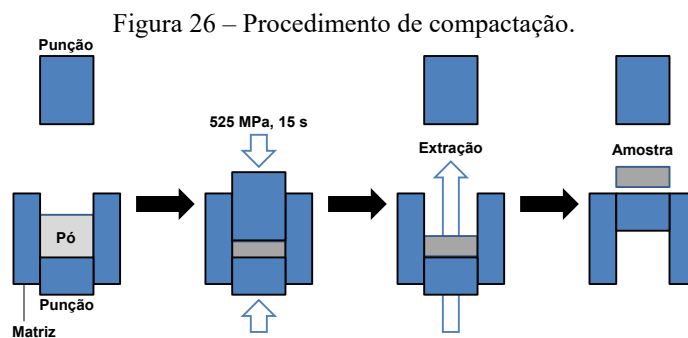 Figura 26 – Procedimento de compactação.
Punção
525 MPa, 15 s
Extração
Amostra
Pó
Punção
Matriz